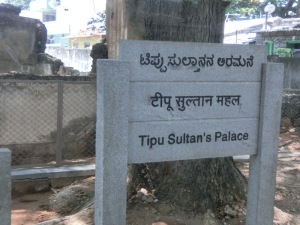 ಟಿಪ್ಪುಸುಲ್ತಾನನ ಅರಮನೆ
टीपू सुल्तान महल
Tipu Sultan's Palace